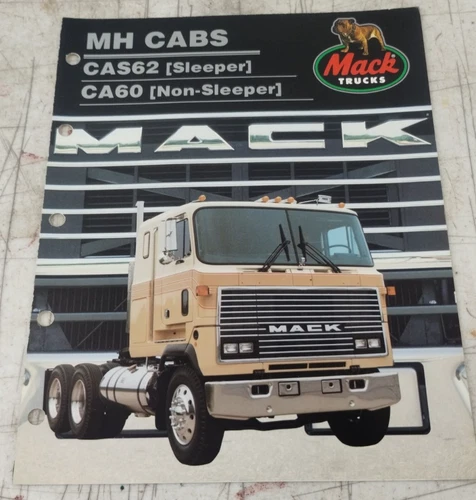 MH CABS
CAS62 [Sleeper]
CA60 [Non-Sleeper]
Mack
TRUCKS
MACK
MACK